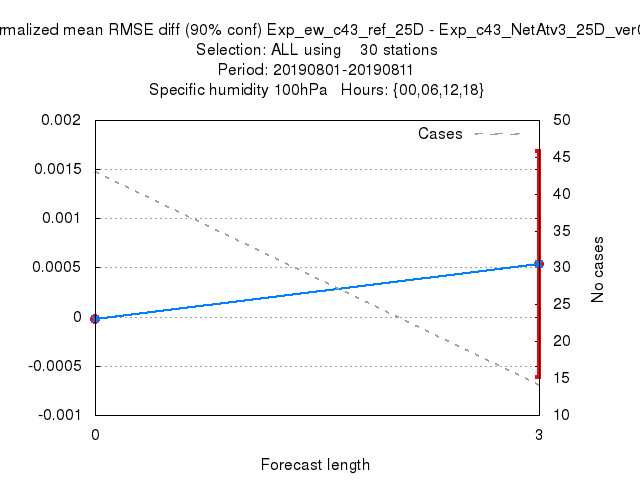 rmalized mean RMSE diff (90% conf) Exp_ew_c43_ref_25D - Exp_c43_NetAtv3_25D_ver
Selection: ALL using 30 stations
Period: 20190801-20190811
Specific humidity 100hPa Hours: {00,06,12,18}
0.002
0.0015
0.001
0.0005
0
-0.0005
-0.001
Cases
50
45
40
35
30
25
20
15
10
No cases
0
3
Forecast length